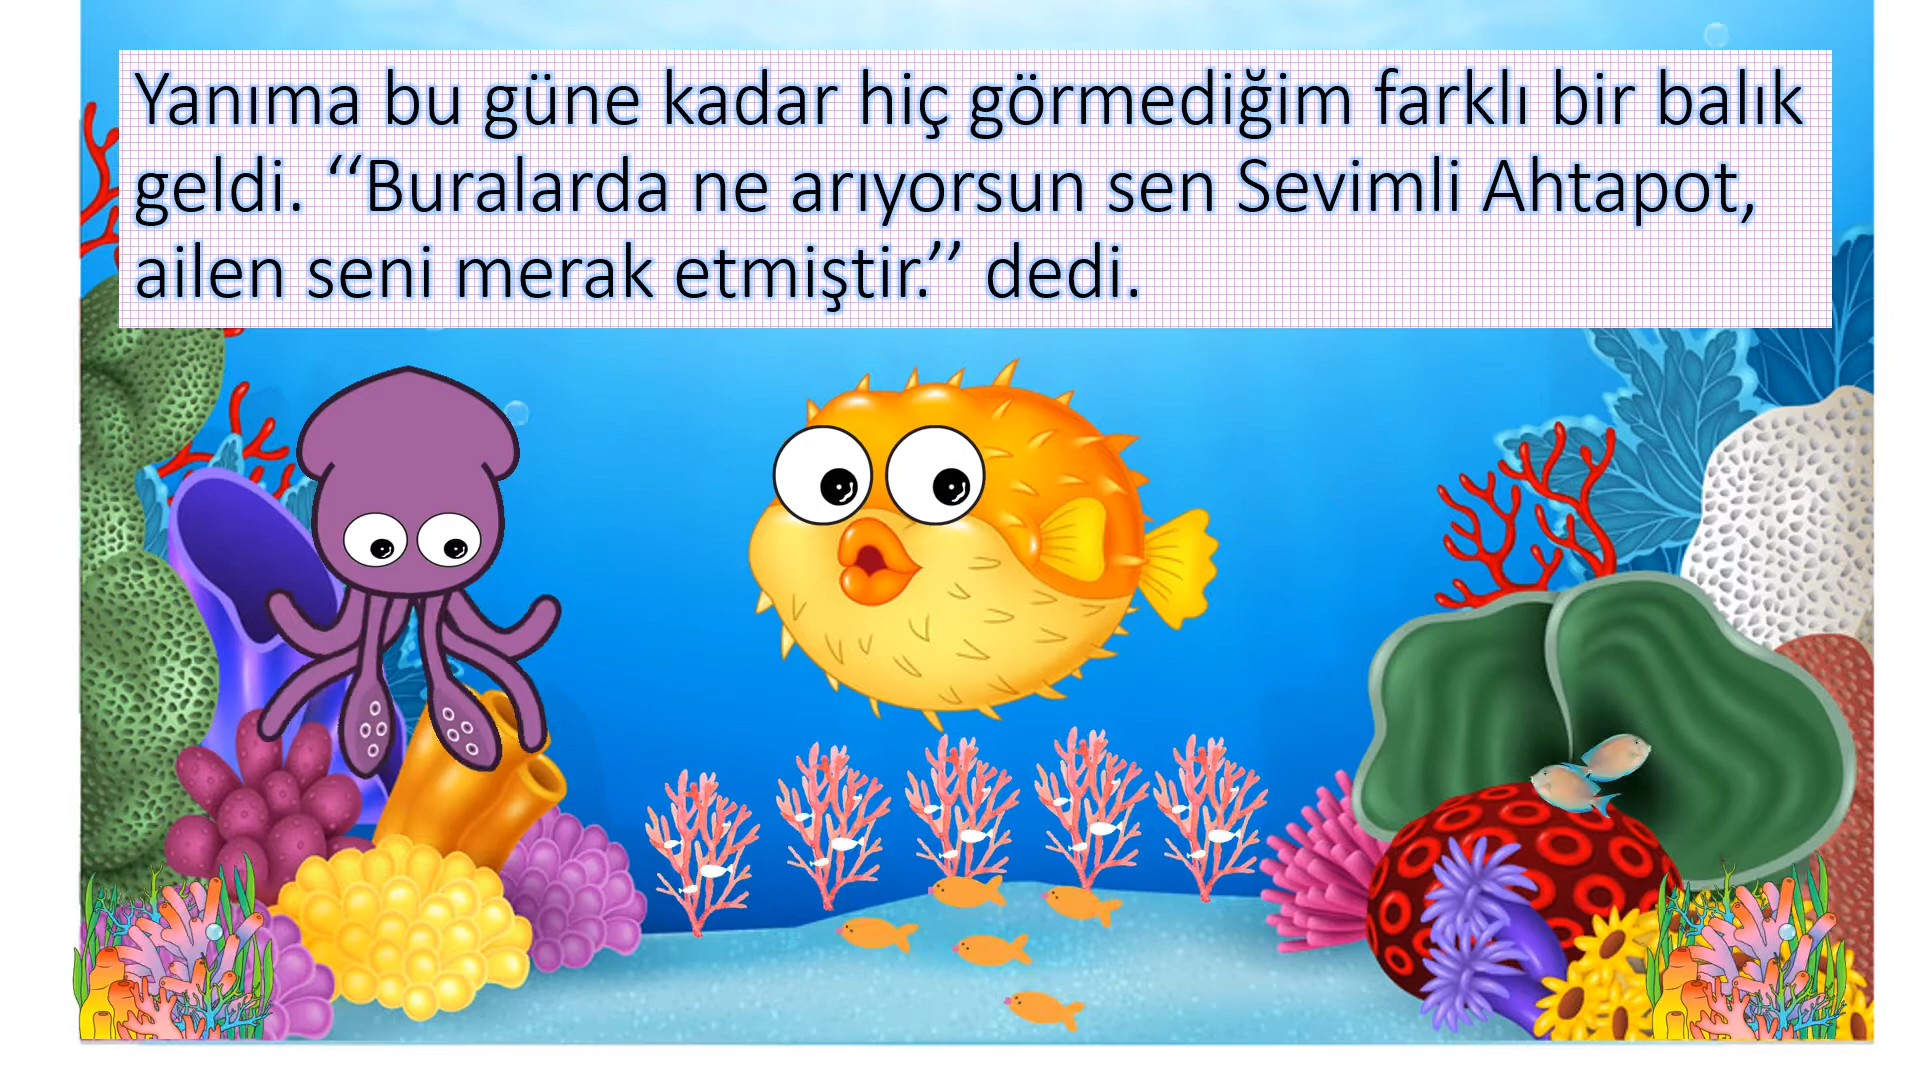 Yanıma bu güne kadar hiç görmediğim farklı bir balık
geldi. ‘‘Buralarda ne arıyorsun sen Sevimli Ahtapot,
ailen seni merak etmiştir.’’ dedi.